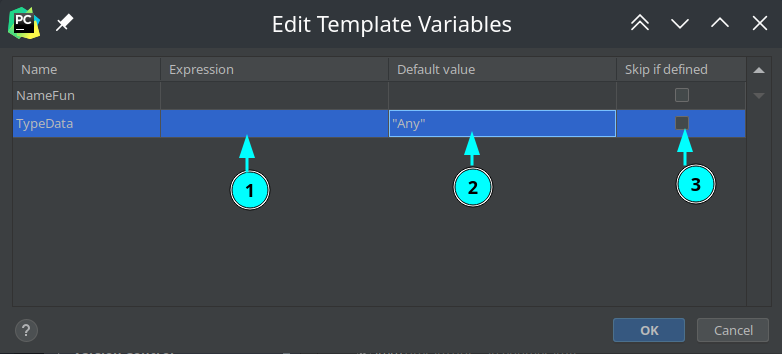 PC
Edit Template Variables
Name Expression Default value Skip if defined
NameFun
TypeData "Any"
1 2 3
? OK Cancel